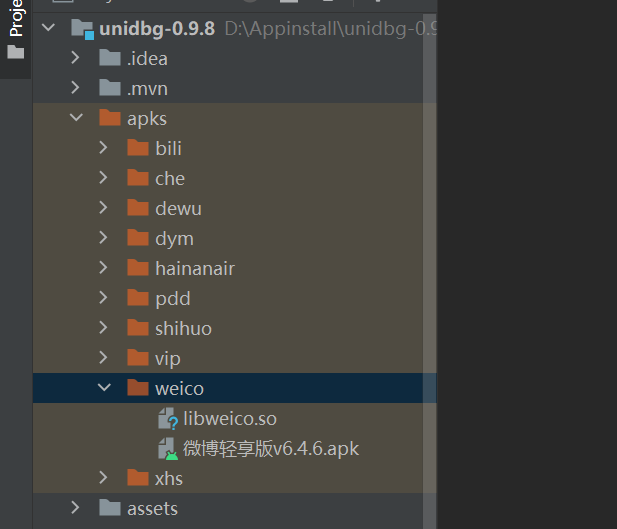 Proje
unidbg-0.9.8 D:\Appinstall\unidbg-0.9
.idea
.mvn
apks
bili
che
dewu
dym
hainanair
pdd
shihuo
vip
weico
libweico.so
微博轻享版v6.4.6.apk
xhs
assets